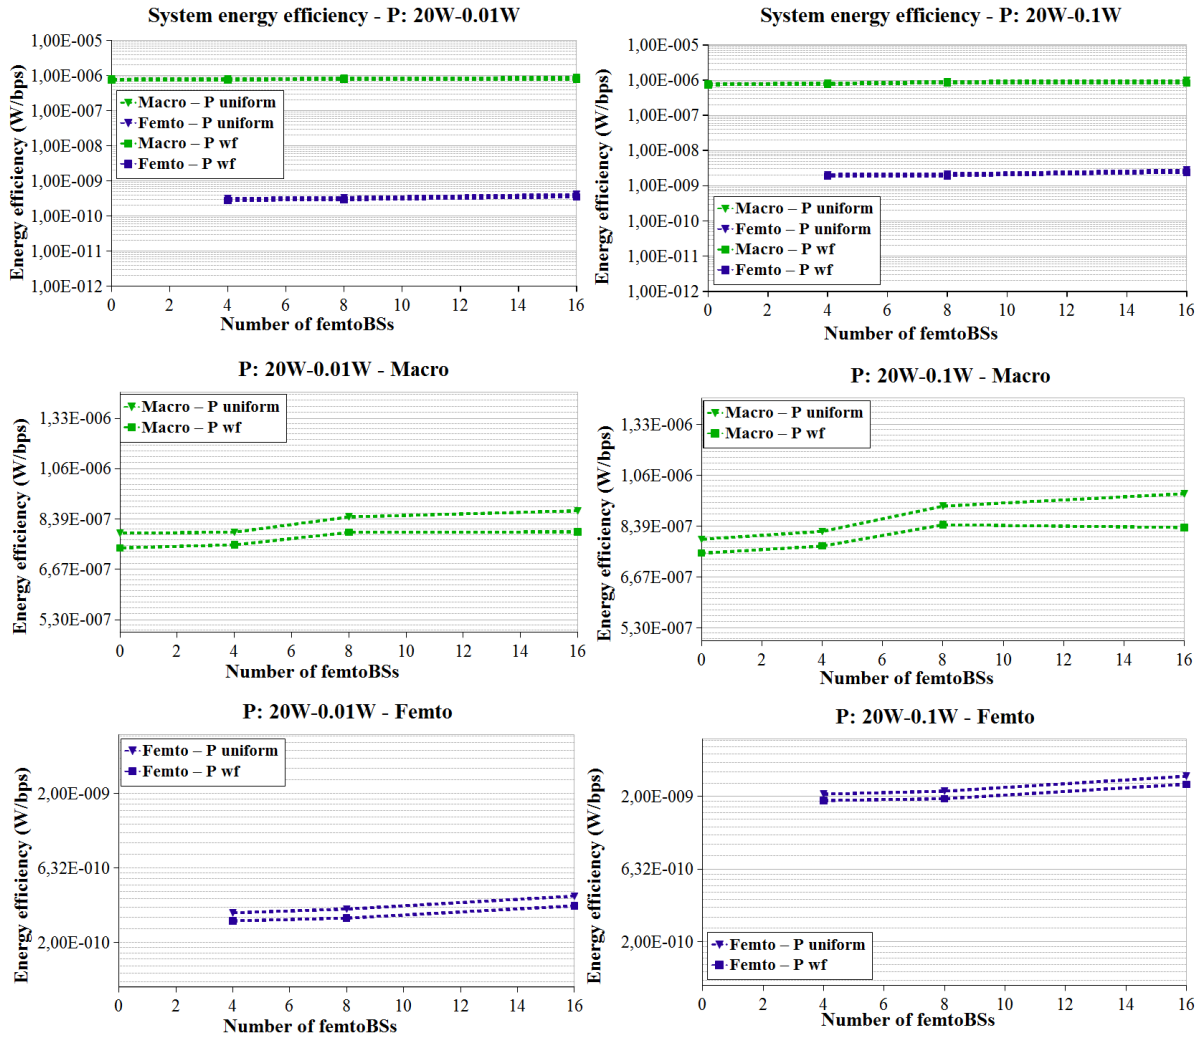 System energy efficiency - P: 20W-0.01W
Energy efficiency (W/bps)
1,00E-005
1,00E-006
1,00E-007
1,00E-008
1,00E-009
1,00E-010
1,00E-011
1,00E-012
Macro – P uniform
Femto – P uniform
Macro – P wf
Femto – P wf
0 2 4 6 8 10 12 14 16
Number of femtoBSs
System energy efficiency - P: 20W-0.1W
Energy efficiency (W/bps)
1,00E-005
1,00E-006
1,00E-007
1,00E-008
1,00E-009
1,00E-010
1,00E-011
1,00E-012
Macro – P uniform
Femto – P uniform
Macro – P wf
Femto – P wf
0 2 4 6 8 10 12 14 16
Number of femtoBSs
P: 20W-0.01W - Macro
Energy efficiency (W/bps)
1,33E-006
1,06E-006
8,39E-007
6,67E-007
5,30E-007
Macro – P uniform
Macro – P wf
0 2 4 6 8 10 12 14 16
Number of femtoBSs
P: 20W-0.1W - Macro
Energy efficiency (W/bps)
1,33E-006
1,06E-006
8,39E-007
6,67E-007
5,30E-007
Macro – P uniform
Macro – P wf
0 2 4 6 8 10 12 14 16
Number of femtoBSs
P: 20W-0.01W - Femto
Energy efficiency (W/bps)
2,00E-009
6,32E-010
2,00E-010
Femto – P uniform
Femto – P wf
0 2 4 6 8 10 12 14 16
Number of femtoBSs
P: 20W-0.1W - Femto
Energy efficiency (W/bps)
2,00E-009
6,32E-010
2,00E-010
Femto – P uniform
Femto – P wf
0 2 4 6 8 10 12 14 16
Number of femtoBSs